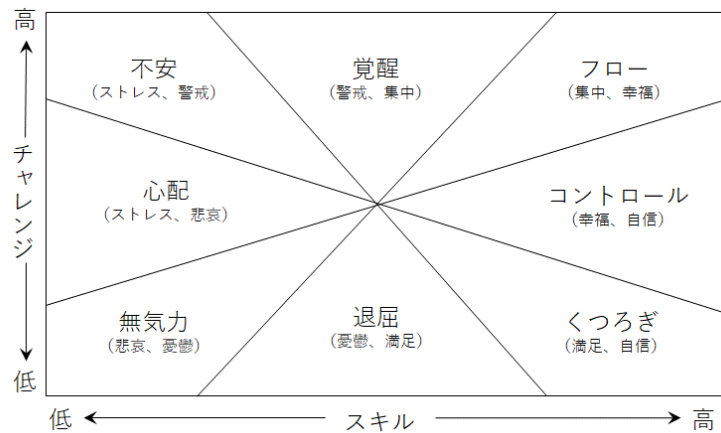 高
チャレンジ
低
不安
(ストレス、警戒)
覚醒
(警戒、集中)
フロー
(集中、幸福)
心配
(ストレス、悲哀)
コントロール
(幸福、自信)
無気力
(悲哀、憂鬱)
退屈
(憂鬱、満足)
くつろぎ
(満足、自信)
低
スキル
高